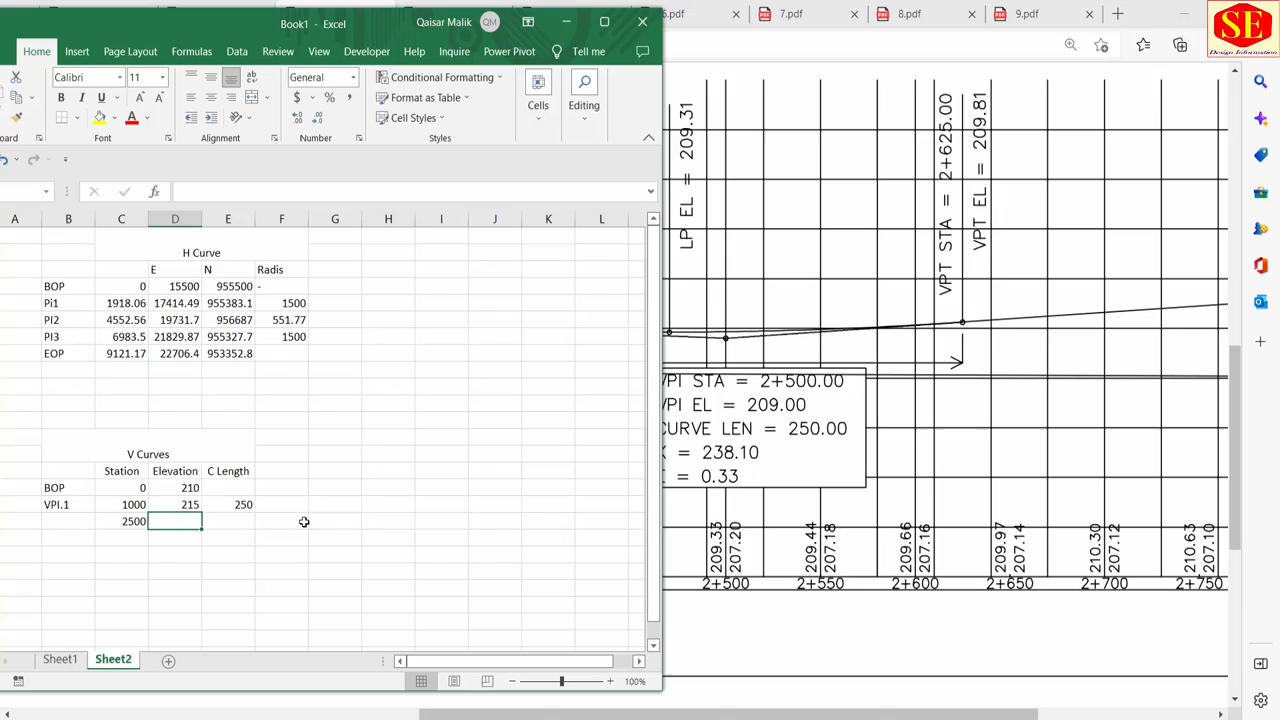 Book1 - Excel
Qaisar Malik
QM
.pdf
7.pdf
8.pdf
9.pdf
SE
Design Information
Home Insert Page Layout Formulas Data Review View Developer Help Inquire Power Pivot Tell me
Calibri 11
General
Conditional Formatting
Format as Table
Cell Styles
Cells
Editing
B I U A A
$ % ,
oard Font Alignment Number Styles
fx
A B C D E F G H I J K L
H Curve
E N Radis
BOP 0 15500 955500 -
Pi1 1918.06 17414.49 955383.1 1500
PI2 4552.56 19731.7 956687 551.77
PI3 6983.5 21829.87 955327.7 1500
EOP 9121.17 22706.4 953352.8
V Curves
Station Elevation C Length
BOP 0 210
VPI.1 1000 215 250
2500
Sheet1 Sheet2
100%
LP EL = 209.31
VPT STA = 2+625.00
VPT EL = 209.81
VPI STA = 2+500.00
VPI EL = 209.00
CURVE LEN = 250.00
= 238.10
= 0.33
209.33 207.20 209.44 207.18 209.66 207.16 209.97 207.14 210.30 207.12 210.63 207.10
2+500 2+550 2+600 2+650 2+700 2+750